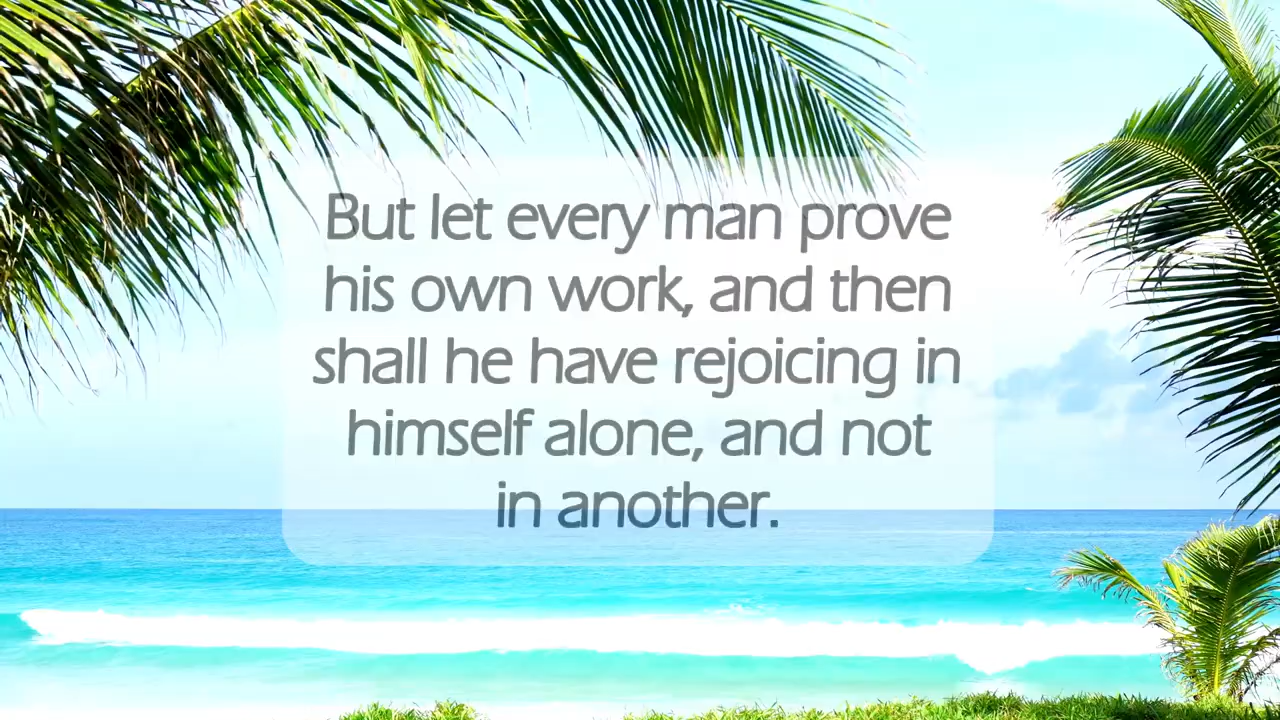 But let every man prove
his own work, and then
shall he have rejoicing in
himself alone, and not
in another.